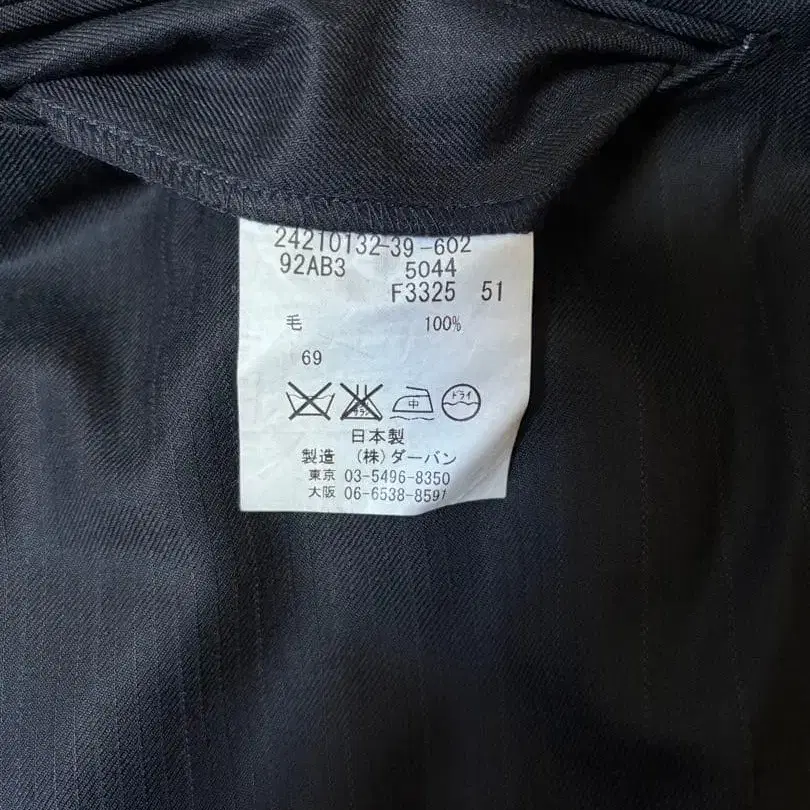 24210132-39-602
92AB3 5044
F3325 51
毛 100%
69
中 ドライ
日本製
製造 (株)ダーバン
東京 03-5496-8350
大阪 06-6538-8591